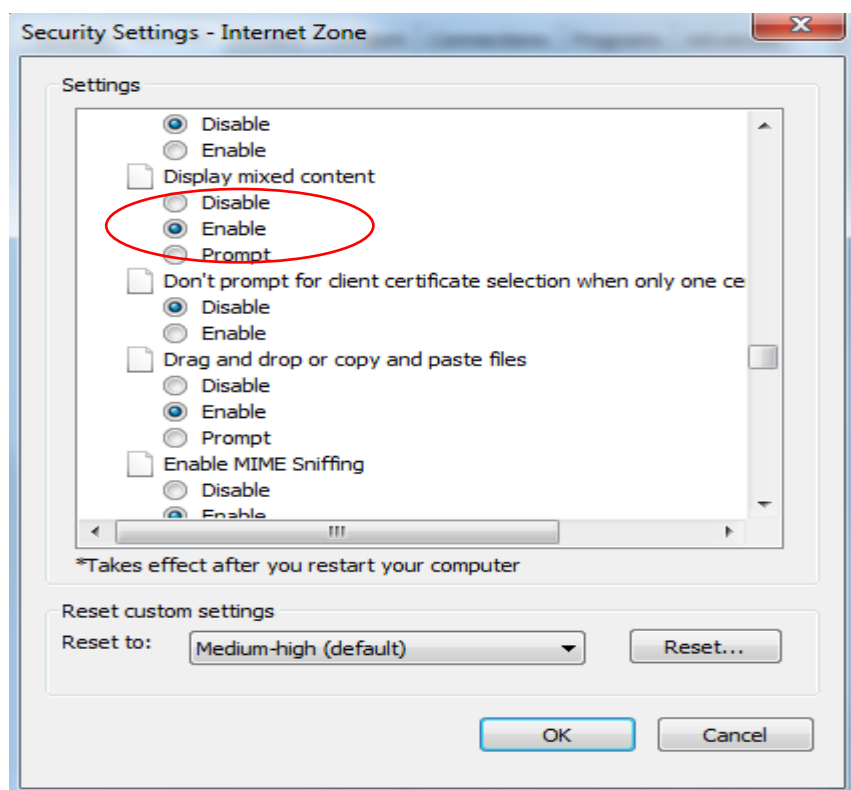 Security Settings - Internet Zone
Settings
Disable
Enable
Display mixed content
Disable
Enable
Prompt
Don't prompt for client certificate selection when only one ce
Disable
Enable
Drag and drop or copy and paste files
Disable
Enable
Prompt
Enable MIME Sniffing
Disable
Enable
*Takes effect after you restart your computer
Reset custom settings
Reset to: Medium-high (default) Reset...
OK Cancel